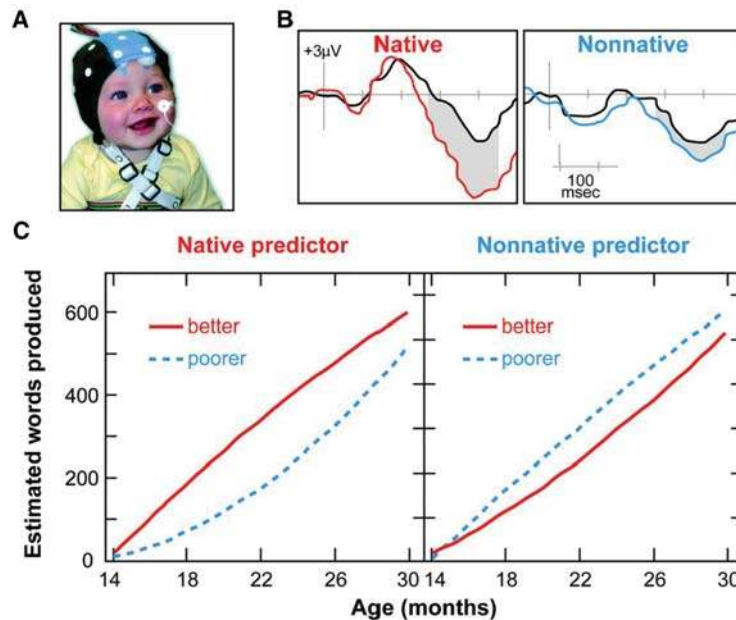 A
B
+3μV
Native
Nonnative
100
msec
C
Native predictor
Nonnative predictor
Estimated words produced
600
400
200
0
better
poorer
better
poorer
14 18 22 26 30
14 18 22 26 30
Age (months)